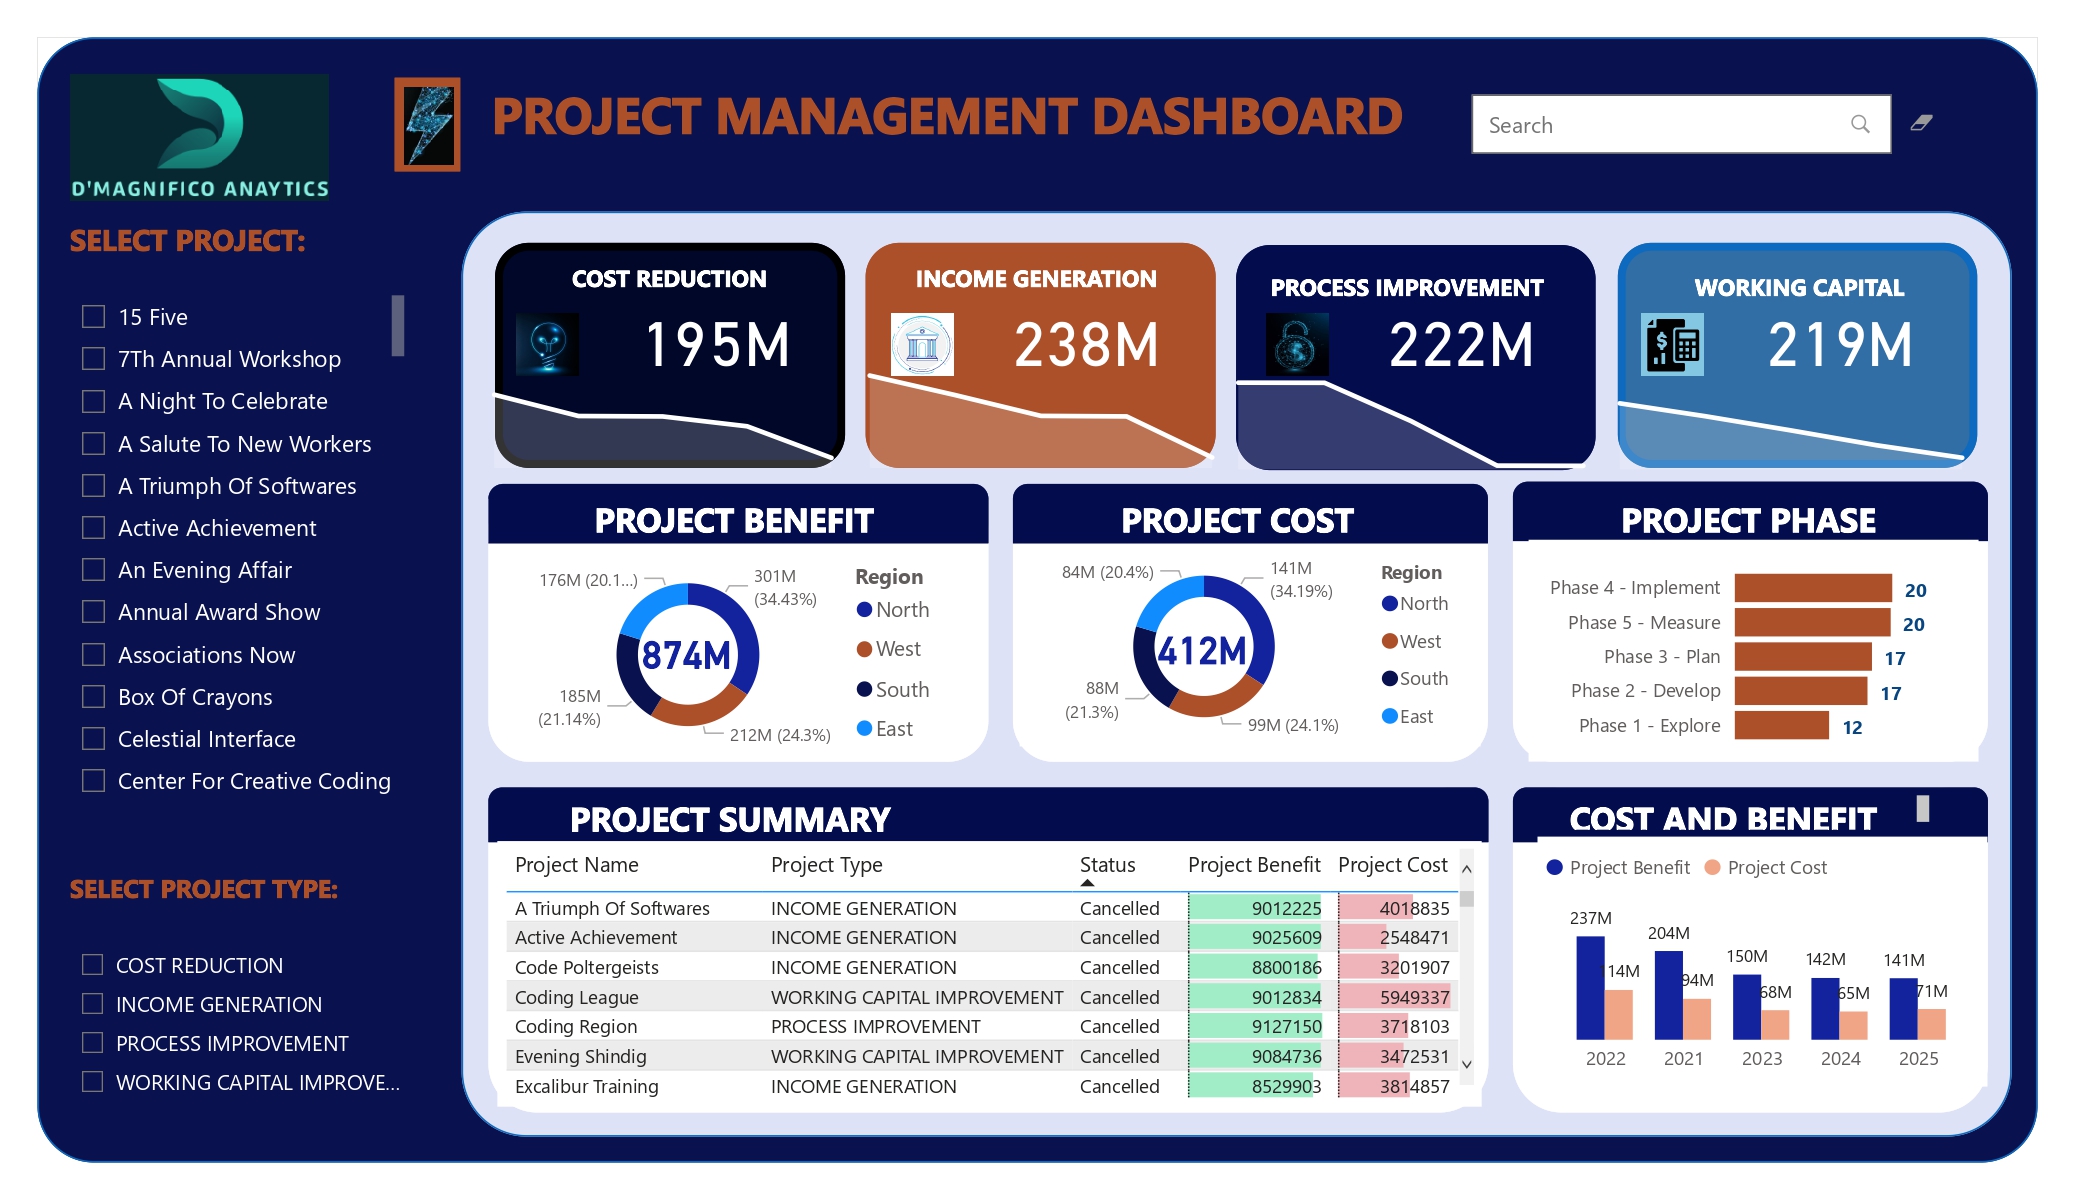 D'MAGNIFICO ANAYTICS
PROJECT MANAGEMENT DASHBOARD
Search
SELECT PROJECT:
15 Five
7Th Annual Workshop
A Night To Celebrate
A Salute To New Workers
A Triumph Of Softwares
Active Achievement
An Evening Affair
Annual Award Show
Associations Now
Box Of Crayons
Celestial Interface
Center For Creative Coding
SELECT PROJECT TYPE:
COST REDUCTION
INCOME GENERATION
PROCESS IMPROVEMENT
WORKING CAPITAL IMPROVE...
COST REDUCTION
195M
INCOME GENERATION
238M
PROCESS IMPROVEMENT
222M
WORKING CAPITAL
219M
PROJECT BENEFIT
176M (20.1...)
301M
(34.43%)
874M
185M
(21.14%)
212M (24.3%)
Region
North
West
South
East
PROJECT COST
84M (20.4%)
141M
(34.19%)
412M
88M
(21.3%)
99M (24.1%)
Region
North
West
South
East
PROJECT PHASE
Phase 4 - Implement 20
Phase 5 - Measure 20
Phase 3 - Plan 17
Phase 2 - Develop 17
Phase 1 - Explore 12
PROJECT SUMMARY
Project Name Project Type Status Project Benefit Project Cost
A Triumph Of Softwares INCOME GENERATION Cancelled 9012225 4018835
Active Achievement INCOME GENERATION Cancelled 9025609 2548471
Code Poltergeists INCOME GENERATION Cancelled 8800186 3201907
Coding League WORKING CAPITAL IMPROVEMENT Cancelled 9012834 5949337
Coding Region PROCESS IMPROVEMENT Cancelled 9127150 3718103
Evening Shindig WORKING CAPITAL IMPROVEMENT Cancelled 9084736 3472531
Excalibur Training INCOME GENERATION Cancelled 8529903 3814857
COST AND BENEFIT
Project Benefit Project Cost
237M 114M 204M 94M 150M 68M 142M 65M 141M 71M
2022 2021 2023 2024 2025